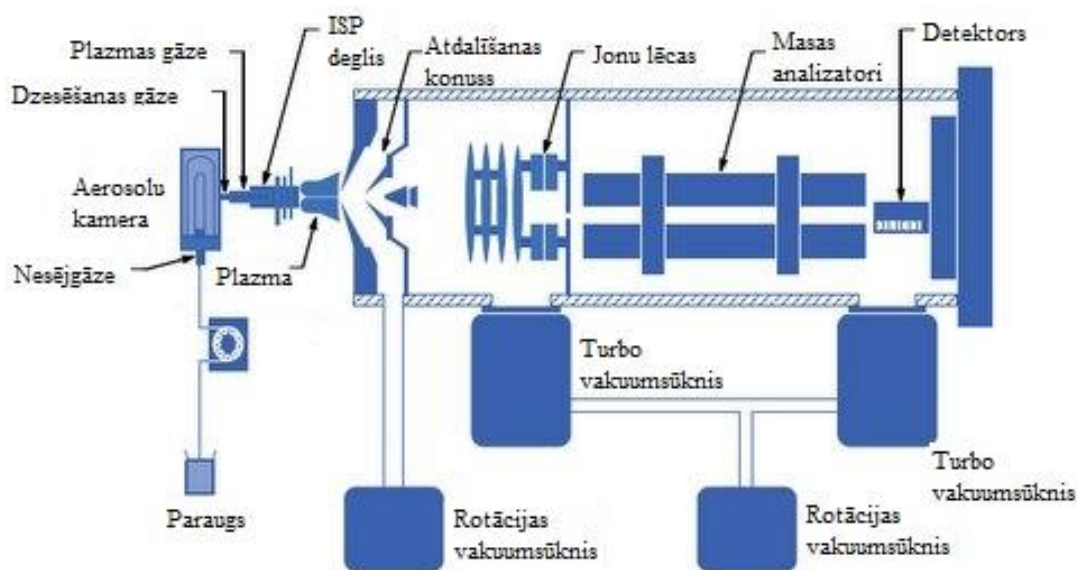 ISP
deglis
Plazmas gāze
Dzesēšanas gāze
Atdalīšanas
konuss
Jonu lēcas
Masas
analizatori
Detektors
Aerosolu
kamera
Nesējgāze
Plazma
Turbo
vakuumsūknis
Turbo
vakuumsūknis
Paraugs
Rotācijas
vakuumsūknis
Rotācijas
vakuumsūknis